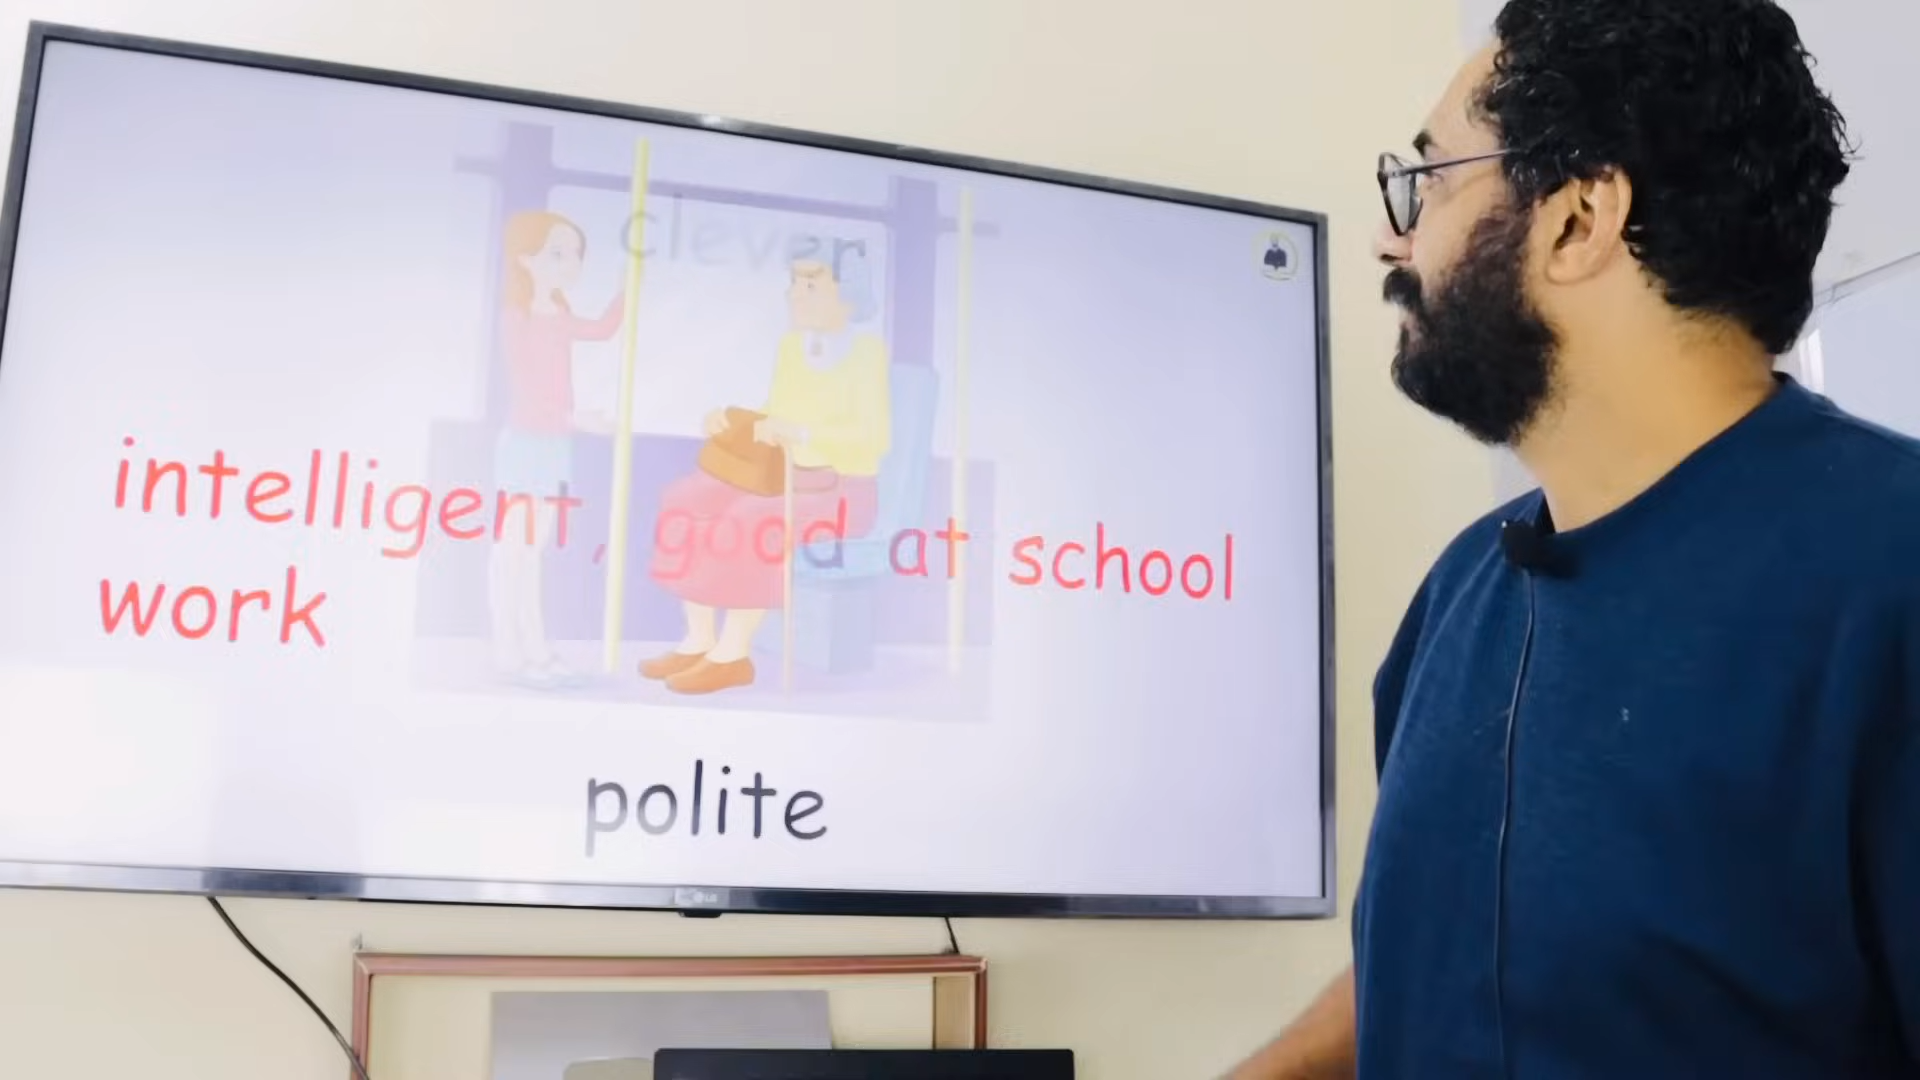 clever
intelligent, good at school
work
polite